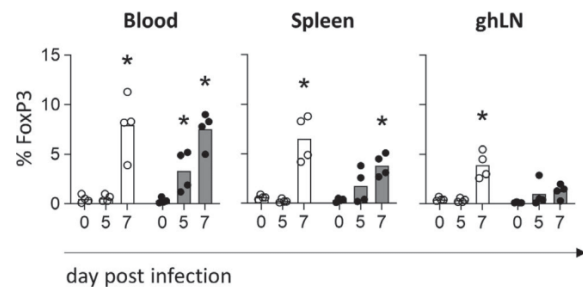 Blood Spleen ghLN
% FoxP3
15
10
5
0
* * *
* * *
*
0 5 7 0 5 7
0 5 7 0 5 7
0 5 7 0 5 7
day post infection